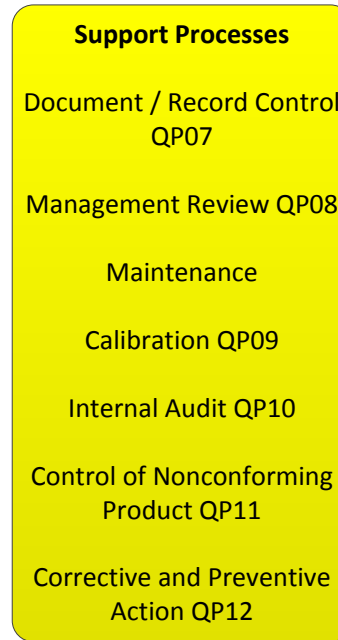 Support Processes
Document / Record Control
QP07
Management Review QP08
Maintenance
Calibration QP09
Internal Audit QP10
Control of Nonconforming
Product QP11
Corrective and Preventive
Action QP12